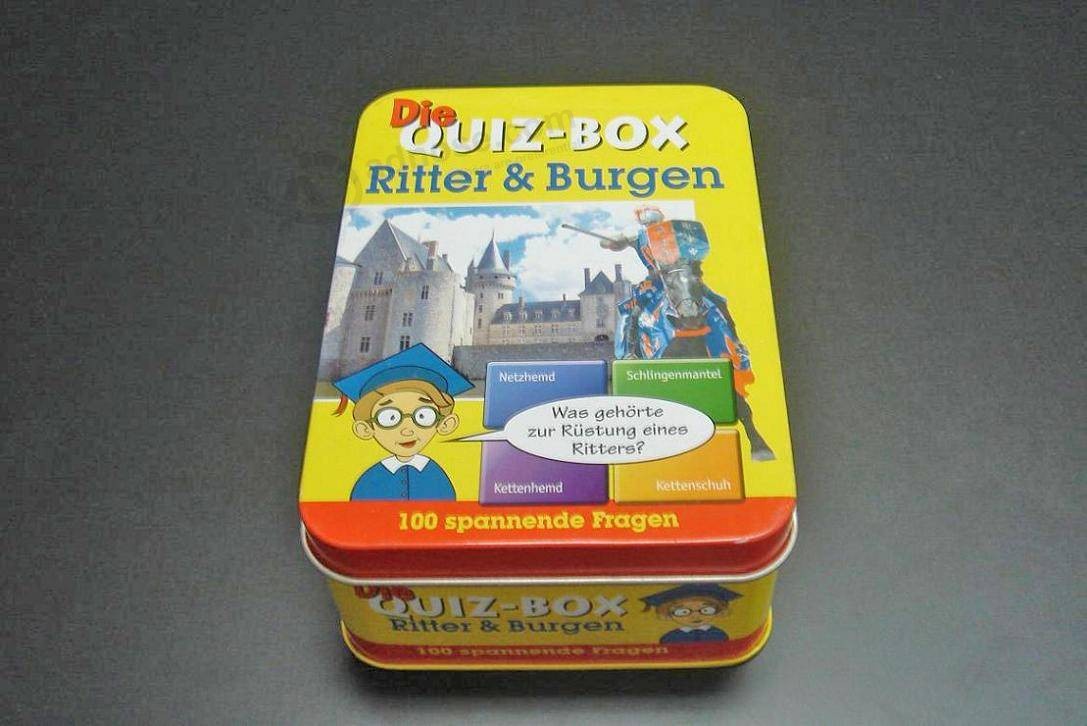 Die
QUIZ-BOX
Ritter & Burgen
Netzhemd
Schlingenmantel
Was gehörte
zur Rüstung eines
Ritters?
Kettenhemd
Kettenschuh
100 spannende Fragen
Die
QUIZ-BOX
Ritter & Burgen
100 spannende Fragen